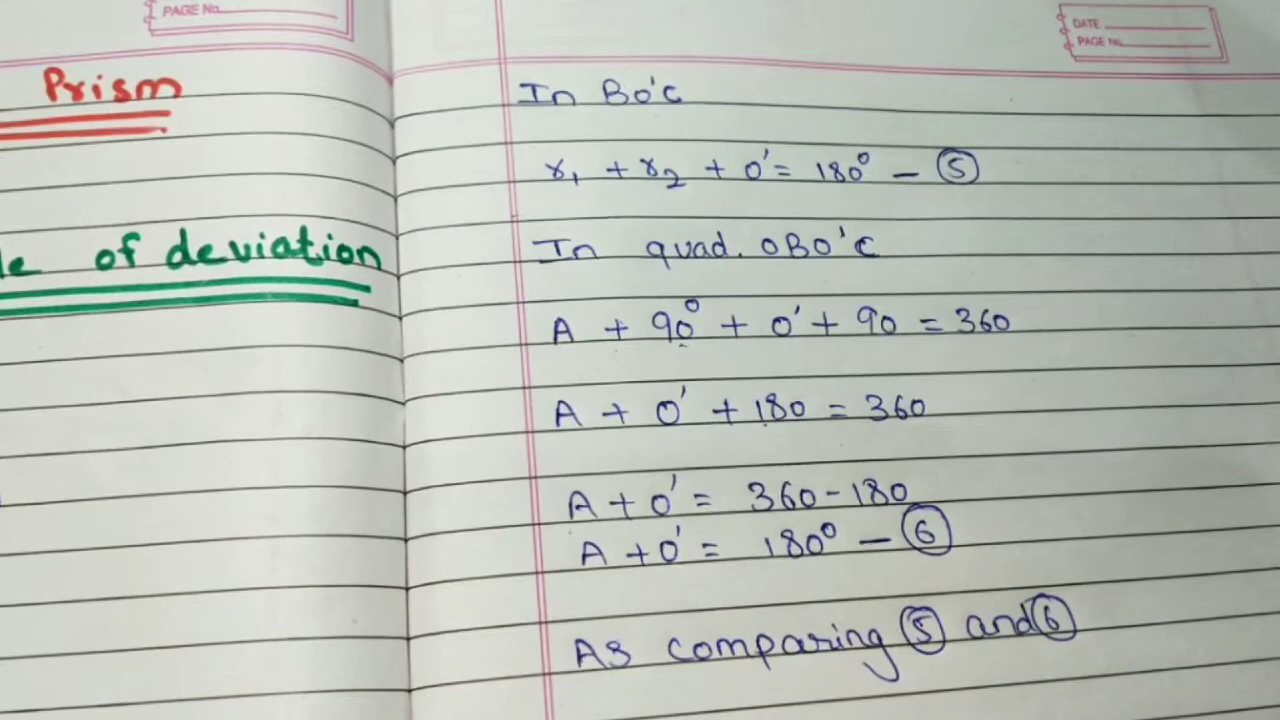 PAGE No.
Prism
of deviation
DATE
PAGE No.
In BO'C
r₁ + r₂ + O' = 180° - ⑤
In quad. OBO'C
A + 90° + O' + 90 = 360
A + O' + 180 = 360
A + O' = 360 - 180
A + O' = 180° - ⑥
As comparing ⑤ and ⑥